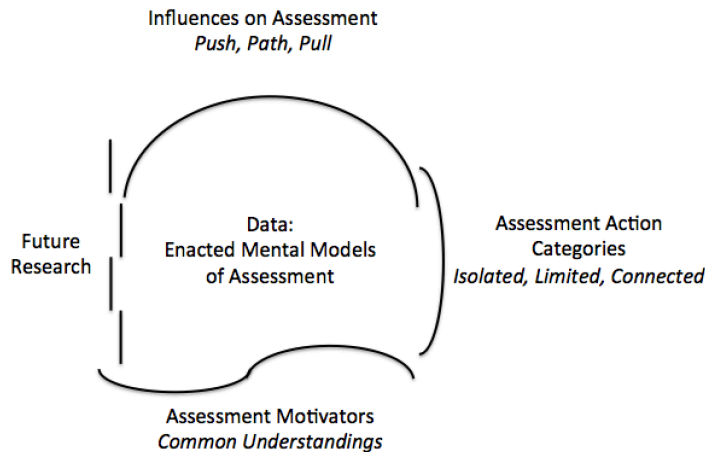 Influences on Assessment
Push, Path, Pull
Data:
Enacted Mental Models
of Assessment
Future
Research
Assessment Action
Categories
Isolated, Limited, Connected
Assessment Motivators
Common Understandings